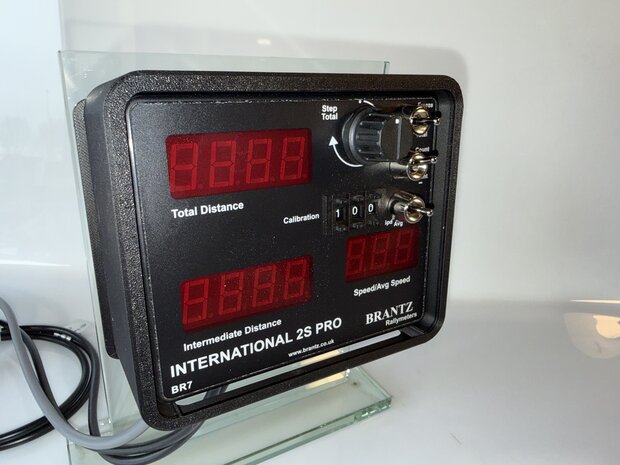 Step
Total
Total Distance
Calibration
100
Avg
Speed/Avg Speed
Intermediate Distance
INTERNATIONAL 2S PRO
BRANTZ
Rallymeters
www.brantz.co.uk
BR7